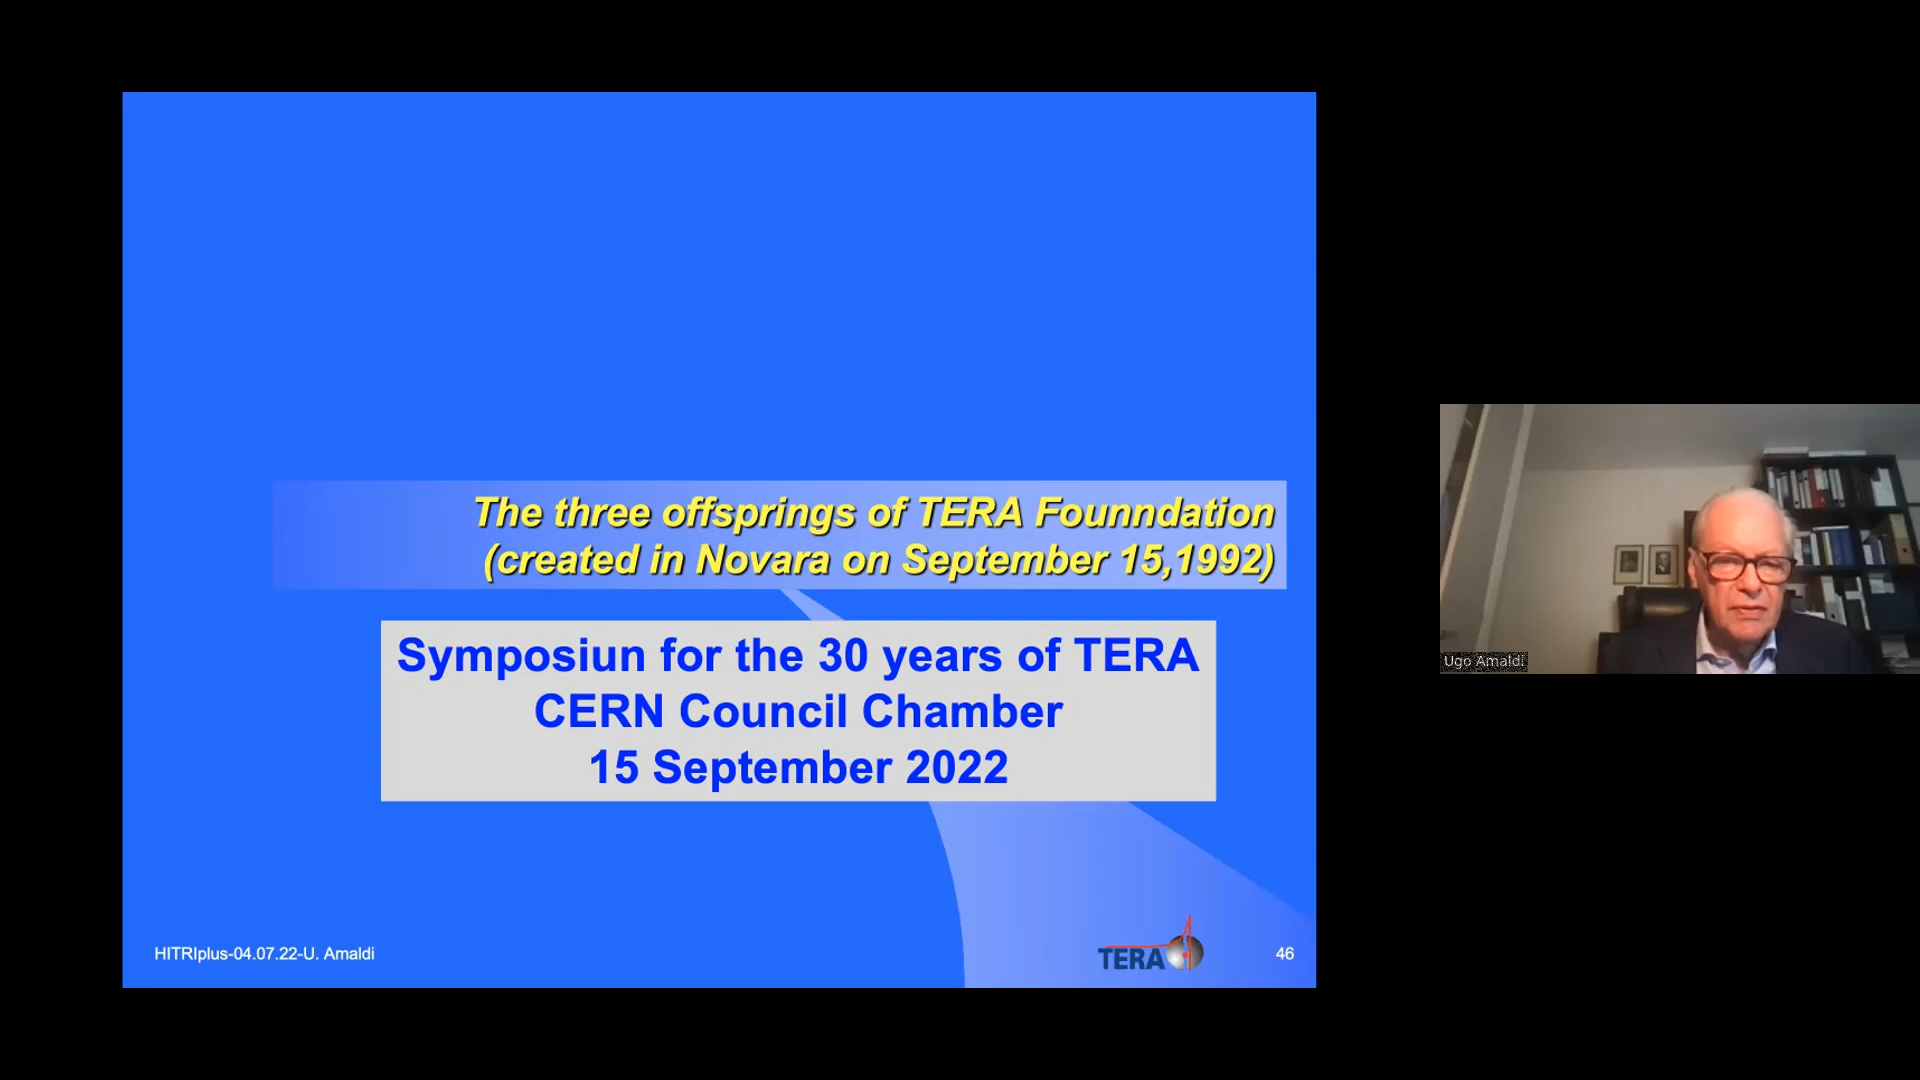 The three offsprings of TERA Founndation
(created in Novara on September 15,1992)
Symposiun for the 30 years of TERA
CERN Council Chamber
15 September 2022
HITRIplus-04.07.22-U. Amaldi
TERA
46
Ugo Amaldi